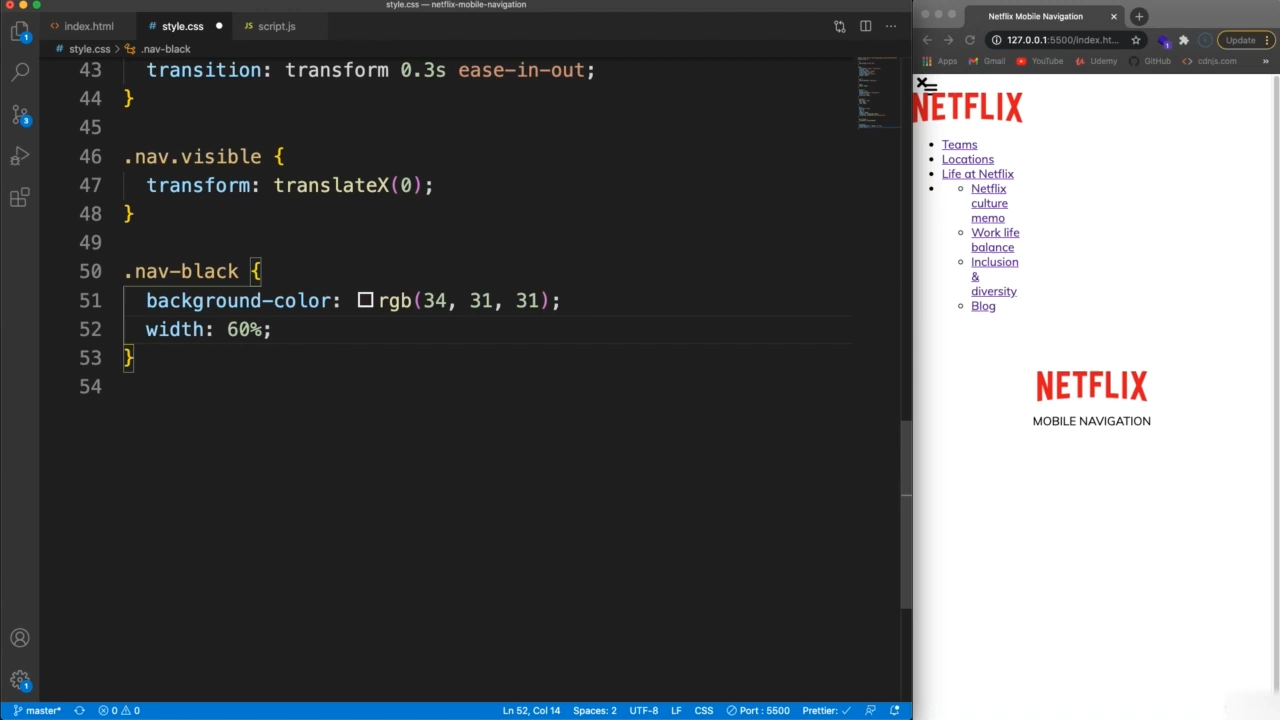 style.css — netflix-mobile-navigation
index.html
style.css
script.js
style.css > .nav-black
43 transition: transform 0.3s ease-in-out;
44 }
45
46 .nav.visible {
47 transform: translateX(0);
48 }
49
50 .nav-black {
51 background-color: rgb(34, 31, 31);
52 width: 60%;
53 }
54
1
3
1
master*
0 0
Ln 52, Col 14
Spaces: 2
UTF-8
LF
CSS
Port : 5500
Prettier: ✓
Netflix Mobile Navigation
127.0.0.1:5500/index.ht...
1
Update
Apps
Gmail
YouTube
Udemy
GitHub
cdnjs.com
»
NETFLIX
Teams
Locations
Life at Netflix
Netflix
culture
memo
Work life
balance
Inclusion
&
diversity
Blog
NETFLIX
MOBILE NAVIGATION